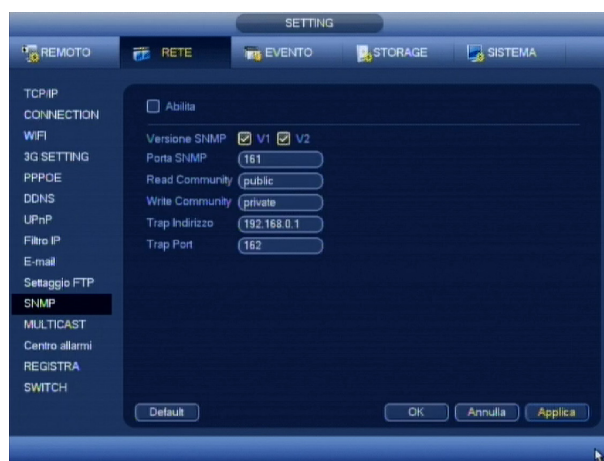 SETTING
REMOTO RETE EVENTO STORAGE SISTEMA
TCP/IP
CONNECTION
WIFI
3G SETTING
PPPOE
DDNS
UPnP
Filtro IP
E-mail
Settaggio FTP
SNMP
MULTICAST
Centro allarmi
REGISTRA
SWITCH
Abilita
Versione SNMP V1 V2
Porta SNMP 161
Read Community public
Write Community private
Trap Indirizzo 192.168.0.1
Trap Port 162
Default OK Annulla Applica